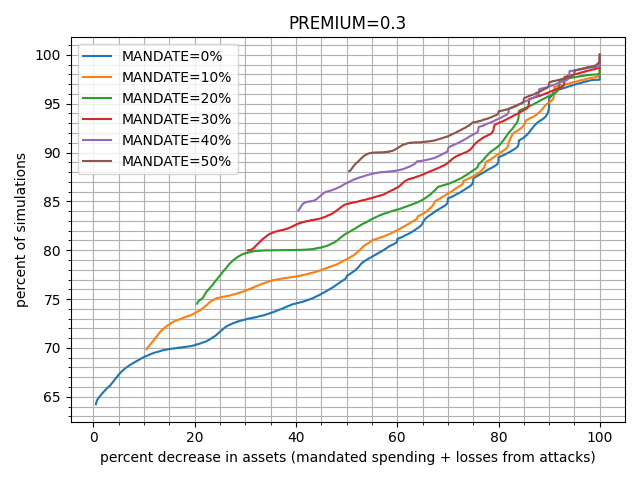 PREMIUM=0.3
MANDATE=0%
MANDATE=10%
MANDATE=20%
MANDATE=30%
MANDATE=40%
MANDATE=50%
100
95
90
85
80
75
70
65
percent of simulations
0 20 40 60 80 100
percent decrease in assets (mandated spending + losses from attacks)